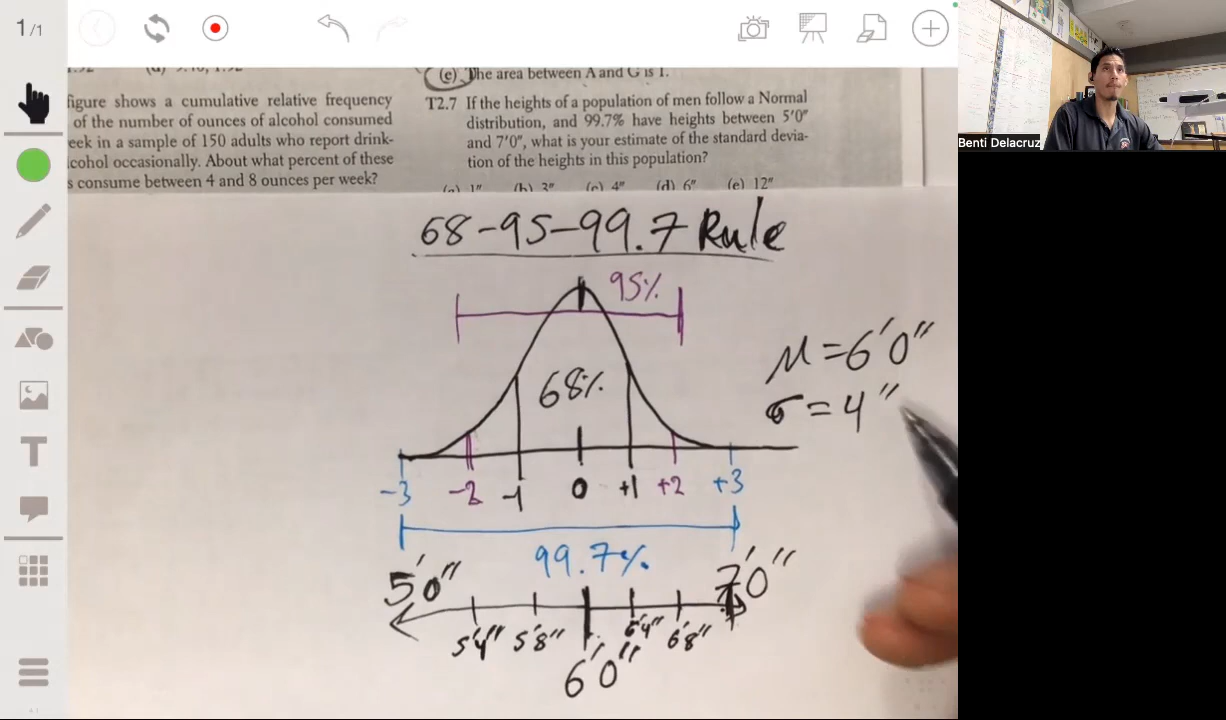 1/1
(e) The area between A and G is 1.
figure shows a cumulative relative frequency
of the number of ounces of alcohol consumed
eek in a sample of 150 adults who report drink-
cohol occasionally. About what percent of these
s consume between 4 and 8 ounces per week?
T2.7 If the heights of a population of men follow a Normal
distribution, and 99.7% have heights between 5'0"
and 7'0", what is your estimate of the standard devia-
tion of the heights in this population?
(a) 1" (b) 3" (c) 4" (d) 6" (e) 12"
Benti Delacruz
68-95-99.7 Rule
95%
68%
μ=6'0"
σ=4"
-3 -2 -1 0 +1 +2 +3
99.7%
5'0" 7'0"
5'4" 5'8" 6'4" 6'8"
6'0"
T